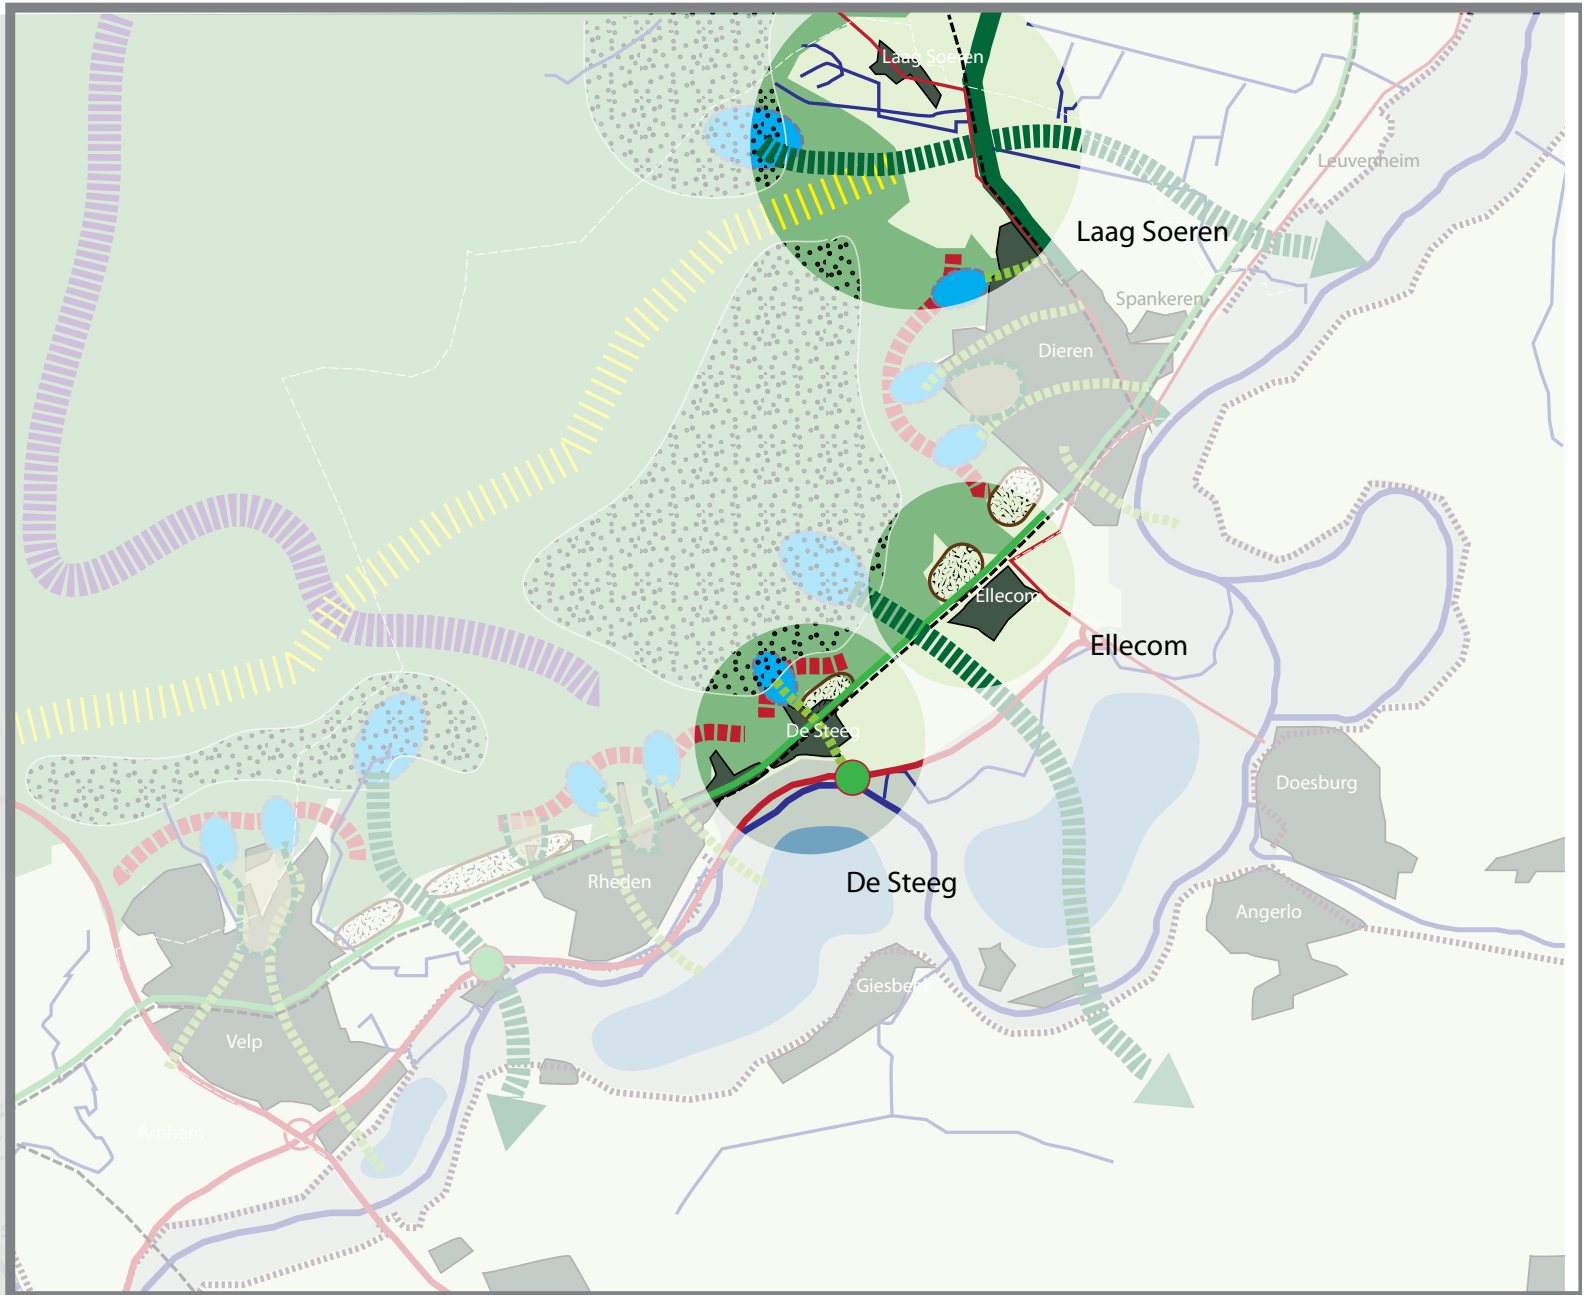 Laag Soeren
Leuvenheim
Laag Soeren
Spankeren
Dieren
Ellecom
Ellecom
De Steeg
Doesburg
De Steeg
Rheden
Angerlo
Giesbeek
Velp
Arnhem